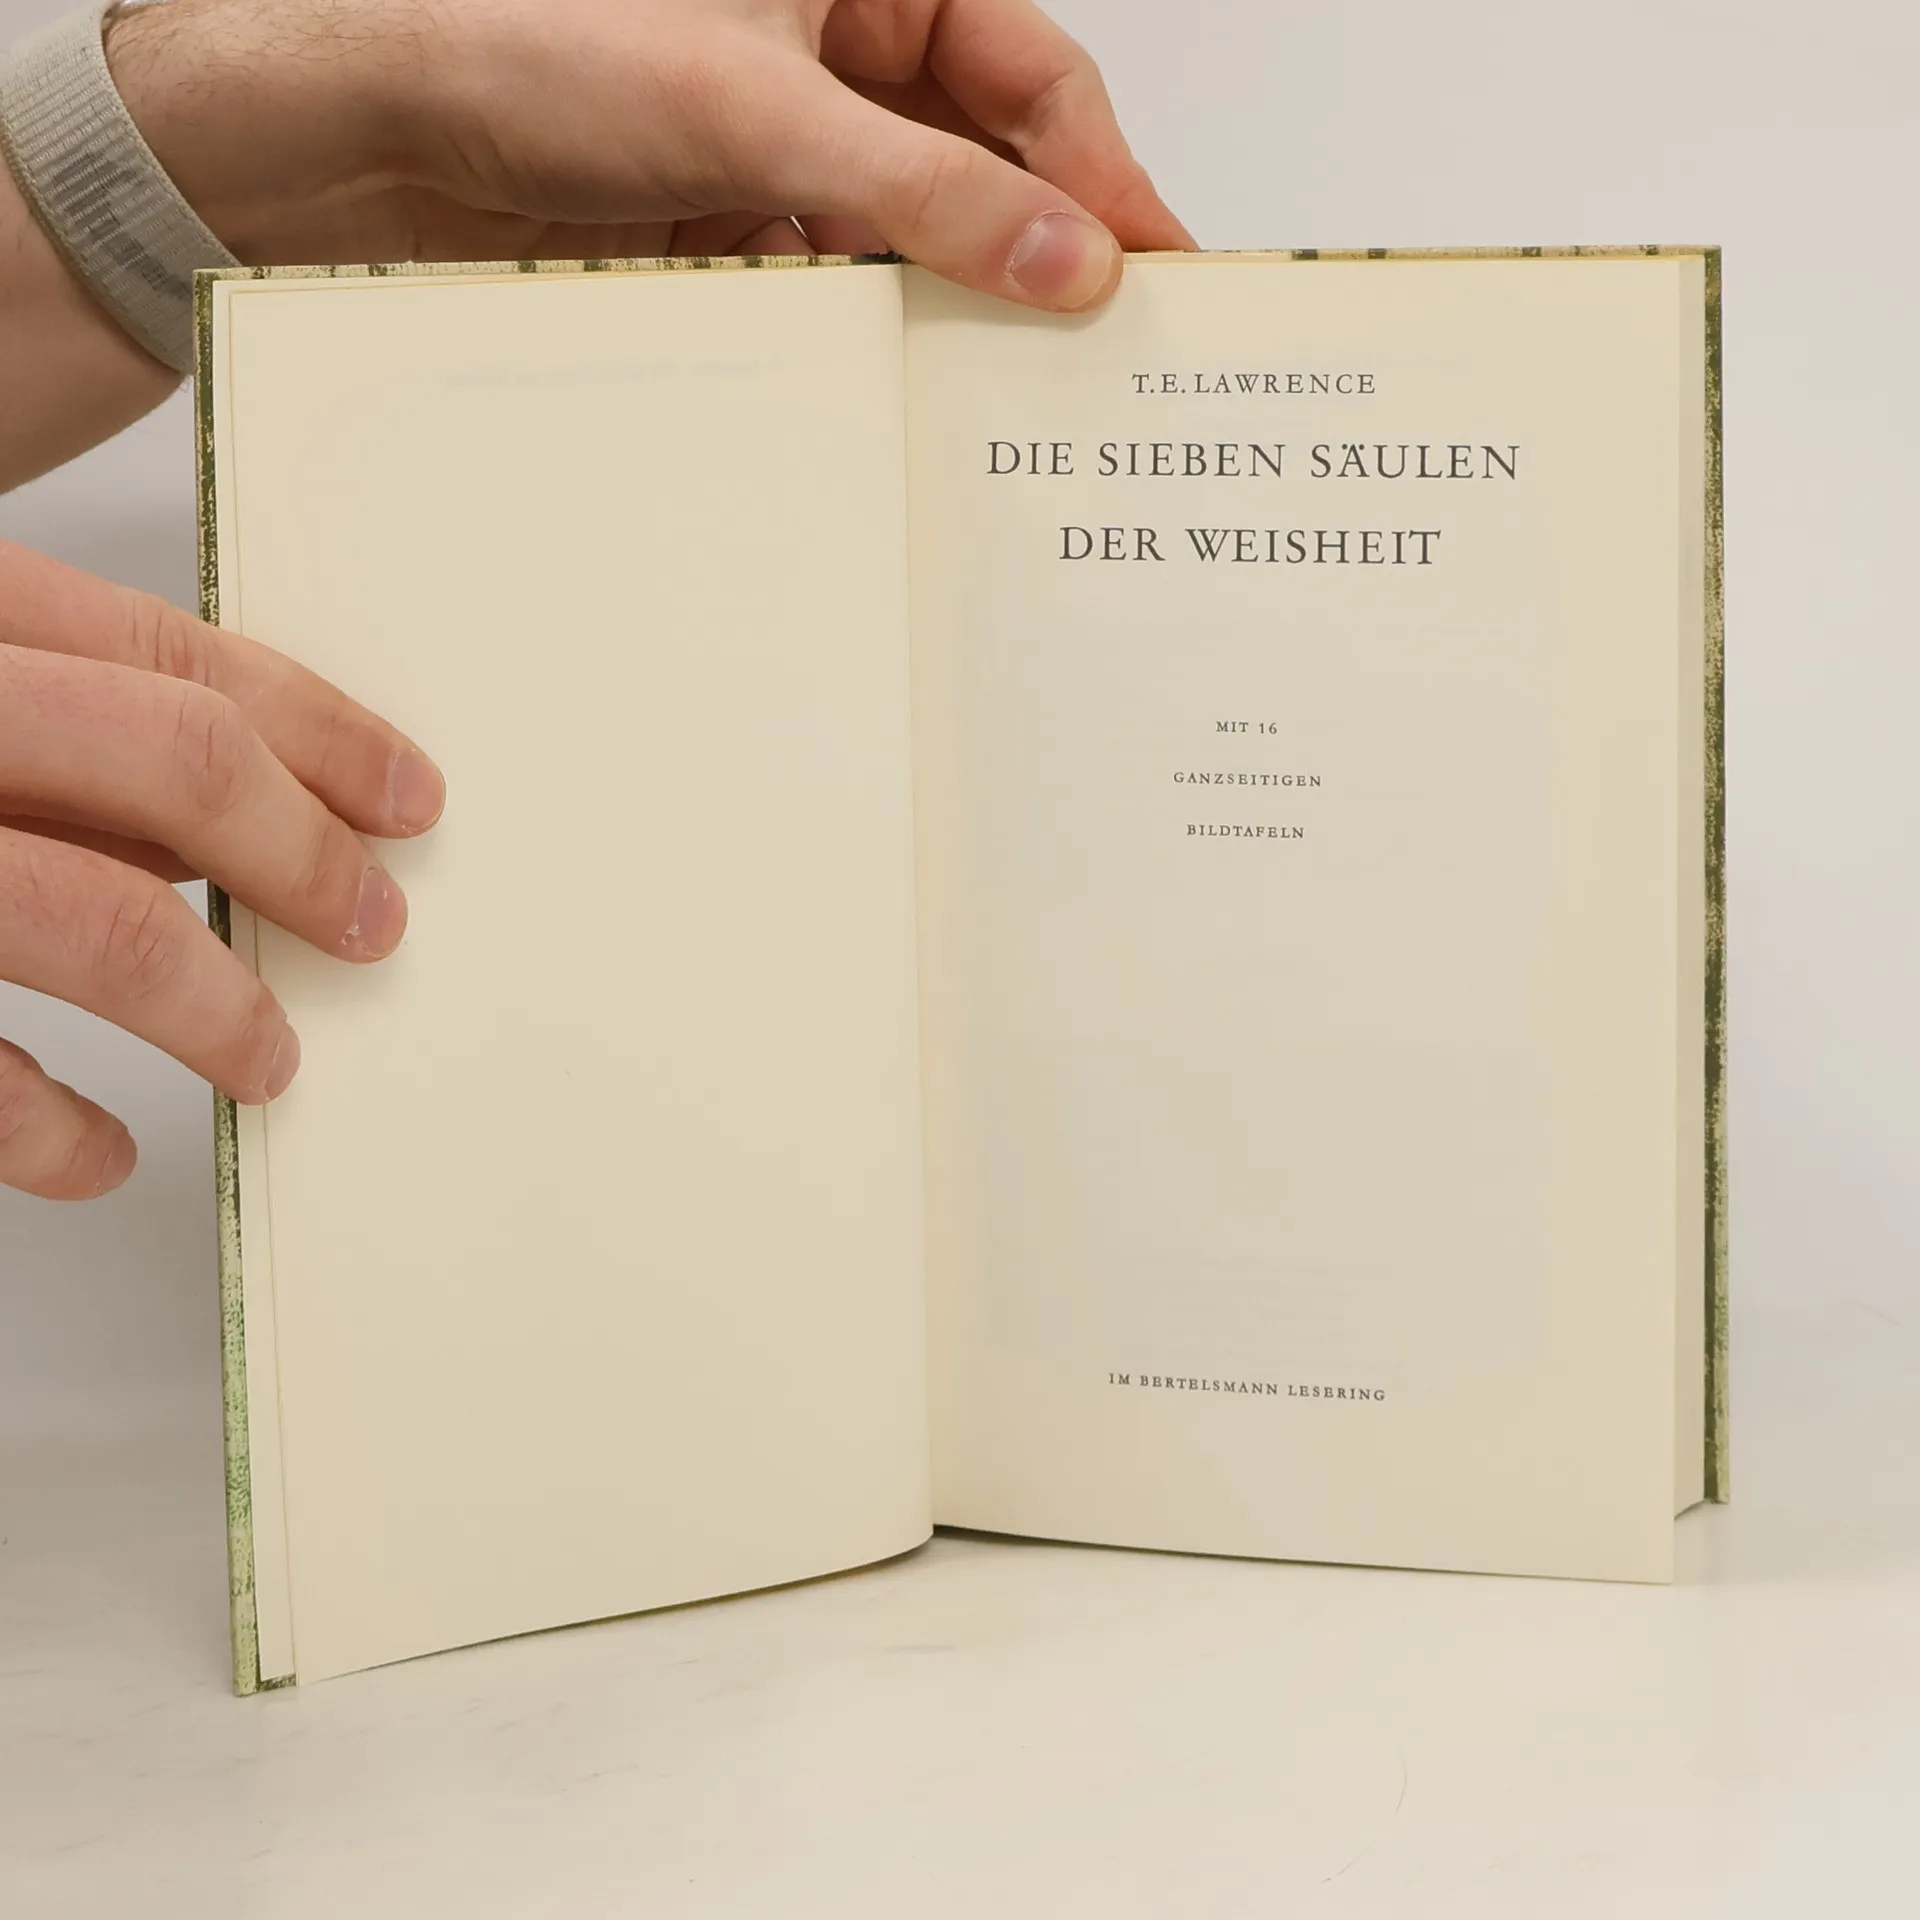 T. E. LAWRENCE
DIE SIEBEN SÄULEN
DER WEISHEIT
MIT 16
GANZSEITIGEN
BILDTAFELN
IM BERTELSMANN LESERING